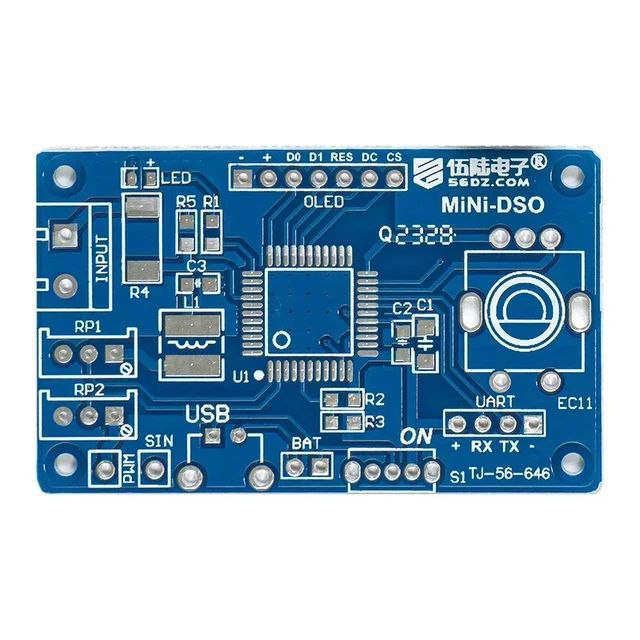 - + D0 D1 RES DC CS
OLED
伍陆电子®
56DZ.COM
MiNi-DSO
LED
+
R5 R1
Q2328
INPUT
R4
C3
L1
C2 C1
RP1
U1
RP2
R2
R3
USB
UART
EC11
+ RX TX -
SIN
PWM
BAT
ON
S1
TJ-56-646